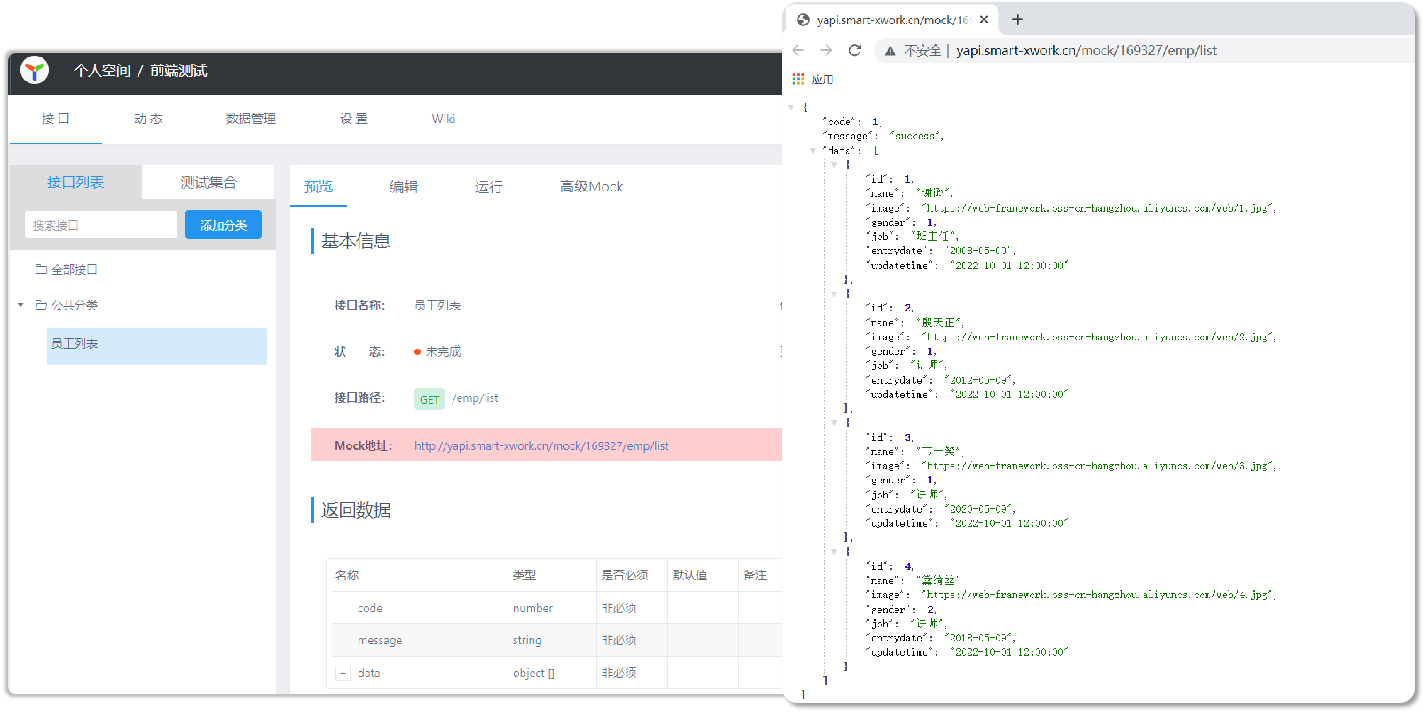 个人空间 / 前端测试
接 口 动 态 数据管理 设 置 Wiki
接口列表 测试集合
搜索接口 添加分类
全部接口
公共分类
员工列表
预览 编辑 运行 高级Mock
基本信息
接口名称: 员工列表
状 态: 未完成
接口路径: GET /emp/list
Mock地址: http://yapi.smart-xwork.cn/mock/169327/emp/list
返回数据
名称 类型 是否必须 默认值 备注
code number 非必须
message string 非必须
data object [] 非必须
yapi.smart-xwork.cn/mock/169
不安全 | yapi.smart-xwork.cn/mock/169327/emp/list
应用
{
"code": 1,
"message": "success",
"data": [
{
"id": 1,
"name": "谢逊",
"image": "https://web-framework.oss-cn-hangzhou.aliyuncs.com/web/1.jpg",
"gender": 1,
"job": "班主任",
"entrydate":
"updatetime": "2022-10-01 12:00:00"
},
{
"id": 2,
"name": "殷天正",
"image": "https://web-framework.oss-cn-hangzhou.aliyuncs.com/web/2.jpg",
"gender": 1,
"job": "讲师",
"entrydate": "2012-05-09",
"updatetime": "2022-10-01 12:00:00"
},
{
"id": 3,
"name":
"image": "https://web-framework.oss-cn-hangzhou.aliyuncs.com/web/3.jpg",
"gender": 1,
"job": "讲师",
"entrydate": "2020-05-09",
"updatetime": "2022-10-01 12:00:00"
},
{
"id": 4,
"name":
"image": "https://web-framework.oss-cn-hangzhou.aliyuncs.com/web/4.jpg",
"gender": 2,
"job": "讲师",
"entrydate": "2018-05-09",
"updatetime": "2022-10-01 12:00:00"
}
]
}